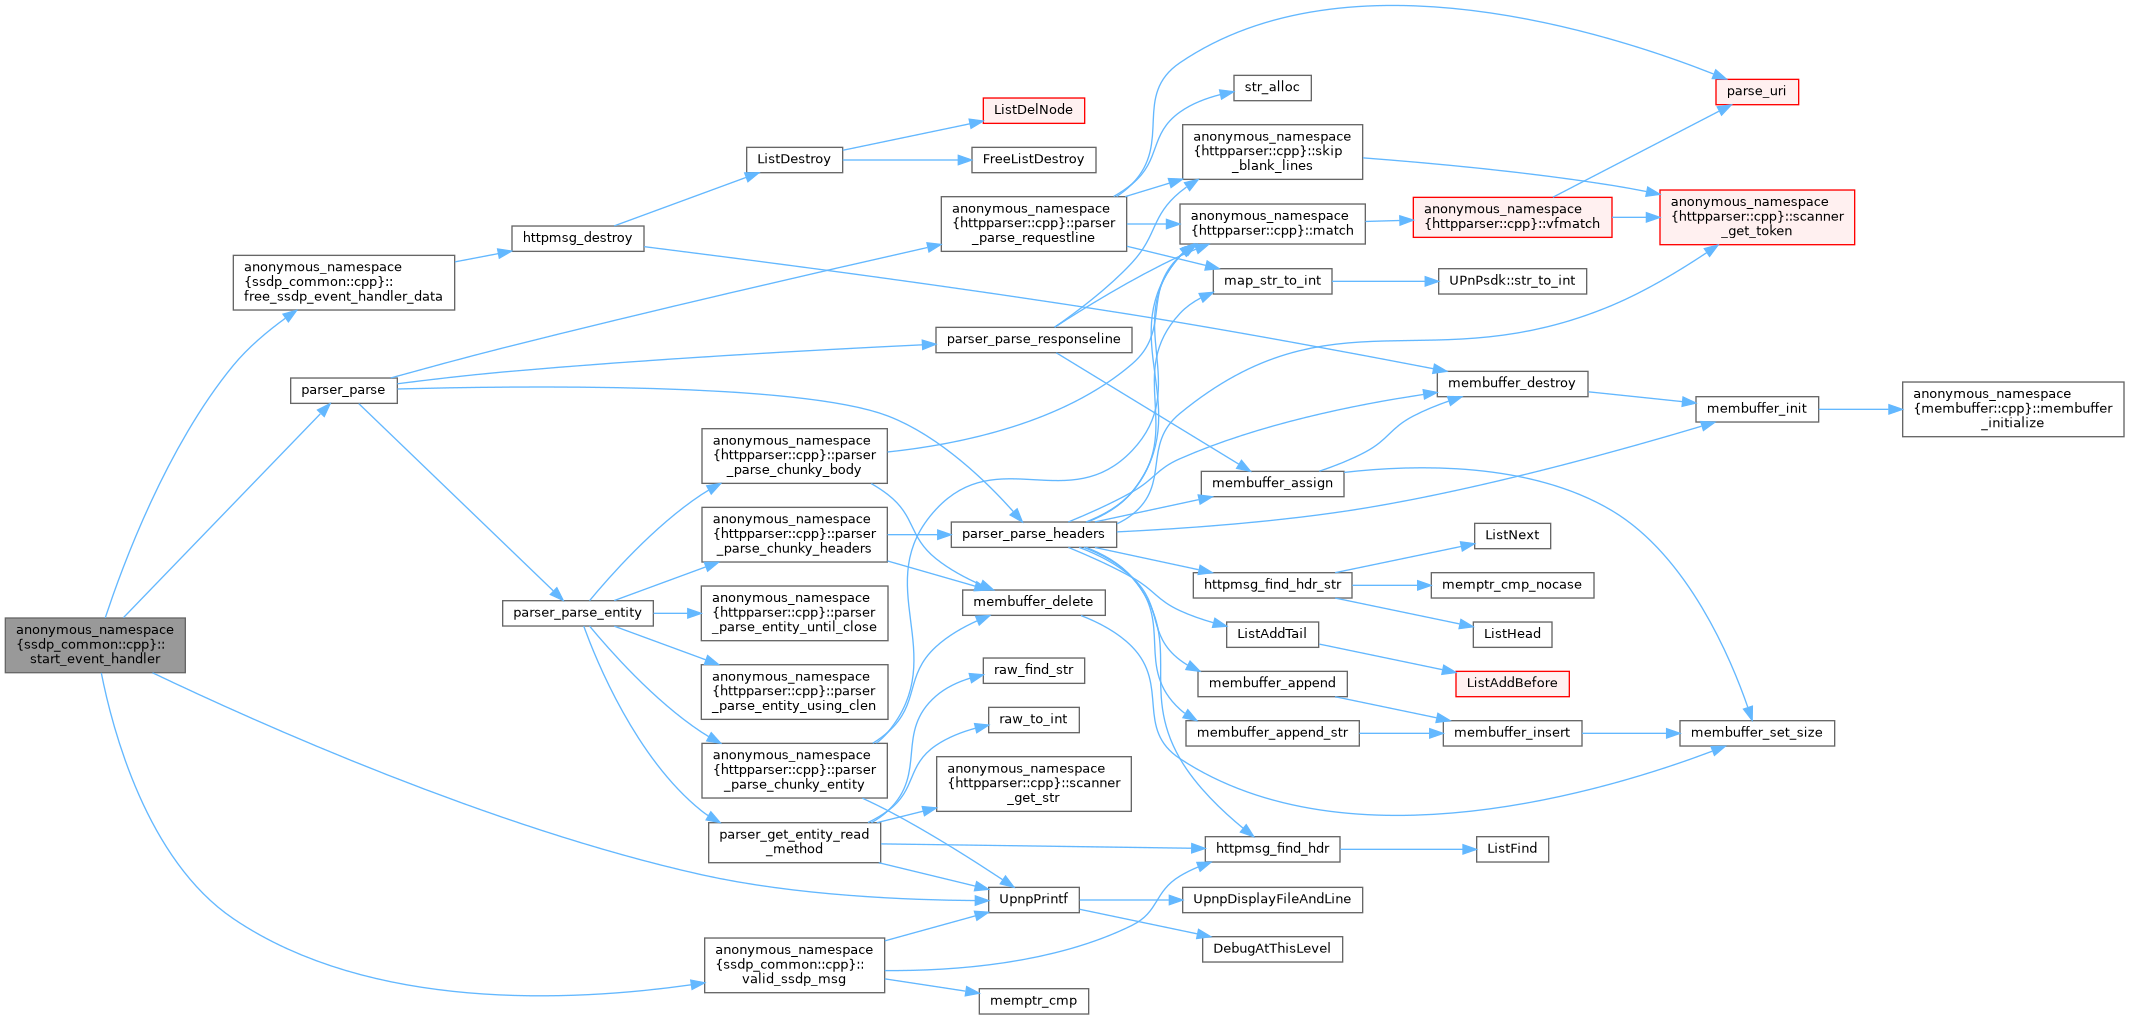 anonymous_namespace
{ssdp_common::cpp}::
start_event_handler
anonymous_namespace
{ssdp_common::cpp}::
free_ssdp_event_handler_data
parser_parse
httpmsg_destroy
parser_parse_entity
ListDestroy
anonymous_namespace
{httpparser::cpp}::parser
_parse_chunky_body
anonymous_namespace
{httpparser::cpp}::parser
_parse_chunky_headers
anonymous_namespace
{httpparser::cpp}::parser
_parse_entity_until_close
anonymous_namespace
{httpparser::cpp}::parser
_parse_entity_using_clen
anonymous_namespace
{httpparser::cpp}::parser
_parse_chunky_entity
parser_get_entity_read
_method
anonymous_namespace
{ssdp_common::cpp}::
valid_ssdp_msg
ListDelNode
FreeListDestroy
anonymous_namespace
{httpparser::cpp}::parser
_parse_requestline
parser_parse_responseline
parser_parse_headers
membuffer_delete
raw_find_str
raw_to_int
anonymous_namespace
{httpparser::cpp}::scanner
_get_str
UpnpPrintf
memptr_cmp
str_alloc
anonymous_namespace
{httpparser::cpp}::skip
_blank_lines
anonymous_namespace
{httpparser::cpp}::match
map_str_to_int
membuffer_assign
httpmsg_find_hdr_str
ListAddTail
membuffer_append
membuffer_append_str
httpmsg_find_hdr
UpnpDisplayFileAndLine
DebugAtThisLevel
anonymous_namespace
{httpparser::cpp}::vfmatch
UPnPsdk::str_to_int
membuffer_destroy
ListNext
memptr_cmp_nocase
ListHead
ListAddBefore
membuffer_insert
ListFind
parse_uri
anonymous_namespace
{httpparser::cpp}::scanner
_get_token
membuffer_init
membuffer_set_size
anonymous_namespace
{membuffer::cpp}::membuffer
_initialize